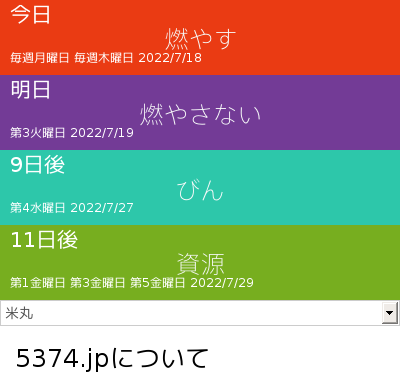 今日
燃やす
毎週月曜日 毎週木曜日 2022/7/18
明日
燃やさない
第3火曜日 2022/7/19
9日後
びん
第4水曜日 2022/7/27
11日後
資源
第1金曜日 第3金曜日 第5金曜日 2022/7/29
米丸
5374.jpについて